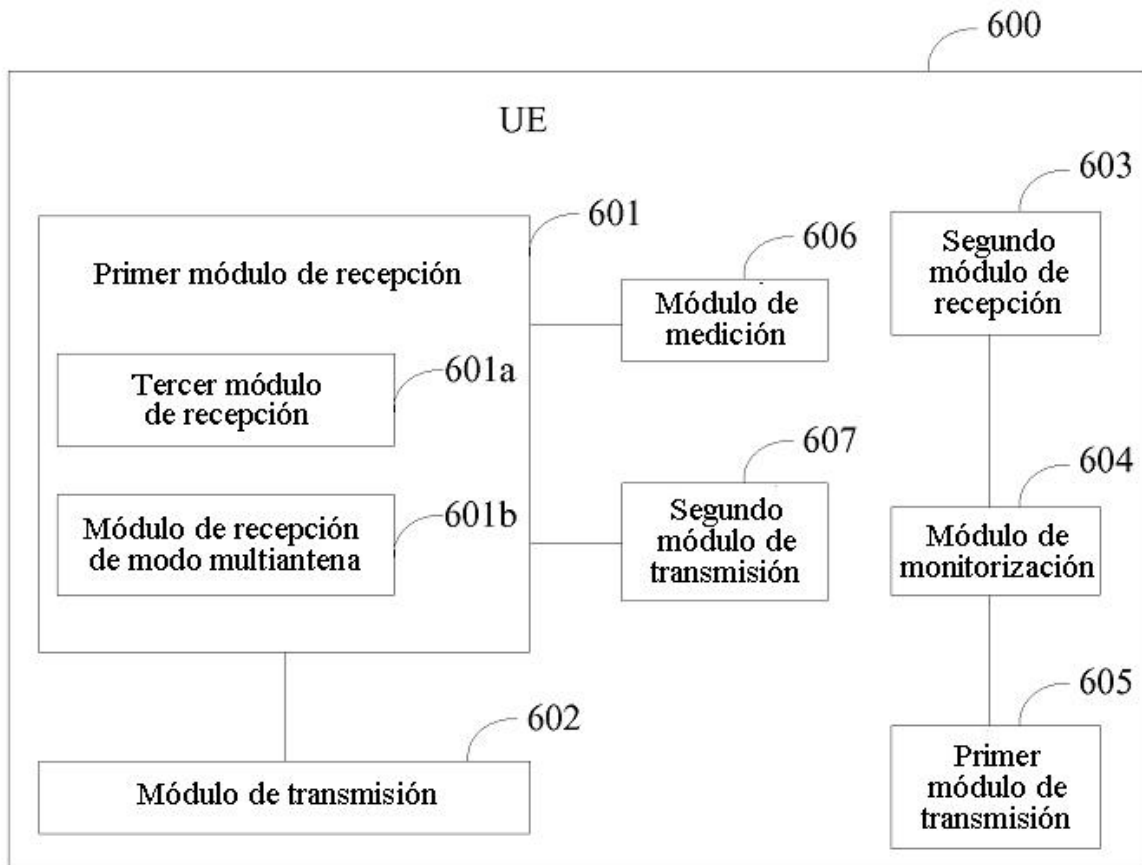 600
UE
601
Primer módulo de recepción
601a
Tercer módulo
de recepción
601b
Módulo de recepción
de modo multiantena
602
Módulo de transmisión
606
Módulo de
medición
607
Segundo
módulo de
transmisión
603
Segundo
módulo de
recepción
604
Módulo de
monitorización
605
Primer
módulo de
transmisión